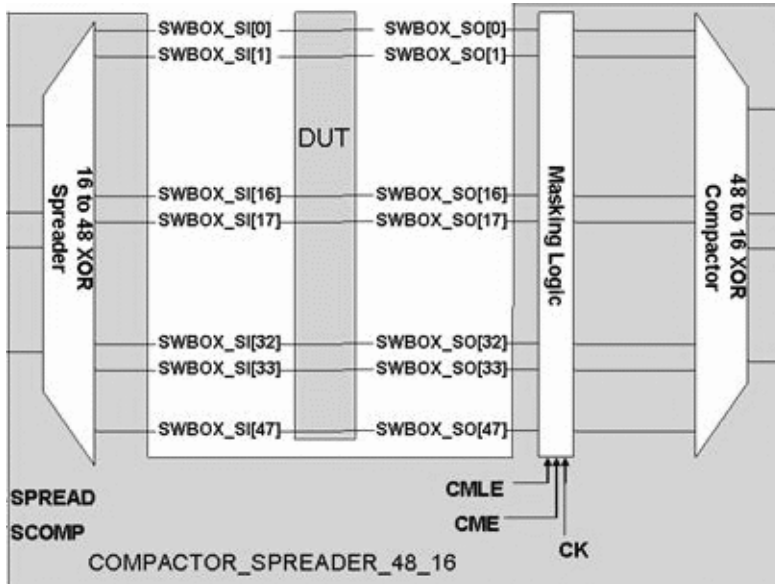 SWBOX_SI[0] SWBOX_SO[0]
SWBOX_SI[1] SWBOX_SO[1]
DUT
16 to 48 XOR
Spreader
SWBOX_SI[16] SWBOX_SO[16]
SWBOX_SI[17] SWBOX_SO[17]
Masking Logic
48 to 16 XOR
Compactor
SWBOX_SI[32] SWBOX_SO[32]
SWBOX_SI[33] SWBOX_SO[33]
SWBOX_SI[47] SWBOX_SO[47]
SPREAD
SCOMP
CMLE
CME
CK
COMPACTOR_SPREADER_48_16